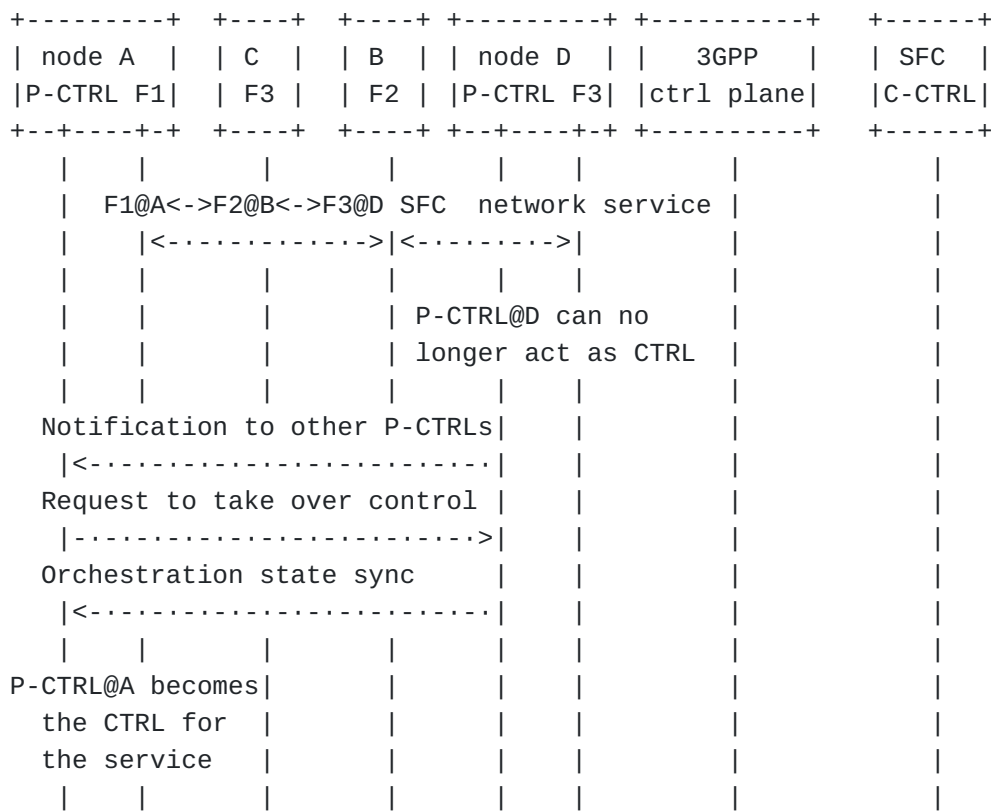 +---------+  +----+  +----+ +---------+ +----------+   +------+
| node A  |  | C  |  | B  | | node D  | |   3GPP   |   | SFC  |
|P-CTRL F1|  | F3 |  | F2 | |P-CTRL F3| |ctrl plane|   |C-CTRL|
+--+----+-+  +----+  +----+ +--+----+-+ +----------+   +------+
   |    |       |       |      |    |         |            |
   |  F1@A<->F2@B<->F3@D SFC  network service |            |
   |    |<-·-·-·-·-·-·->|<-·-·-·-·->|         |            |
   |    |       |       |      |    |         |            |
   |    |       |       | P-CTRL@D can no     |            |
   |    |       |       | longer act as CTRL  |            |
   |    |       |       |      |    |         |            |
  Notification to other P-CTRLs|    |         |            |
   |<-·-·-·-·-·-·-·-·-·-·-·-·-·|    |         |            |
  Request to take over control |    |         |            |
   |-·-·-·-·-·-·-·-·-·-·-·-·-·>|    |         |            |
  Orchestration state sync     |    |         |            |
   |<-·-·-·-·-·-·-·-·-·-·-·-·-·|    |         |            |
   |    |       |       |      |    |         |            |
P-CTRL@A becomes|       |      |    |         |            |
  the CTRL for  |       |      |    |         |            |
  the service   |       |      |    |         |            |
   |    |       |       |      |    |         |            |